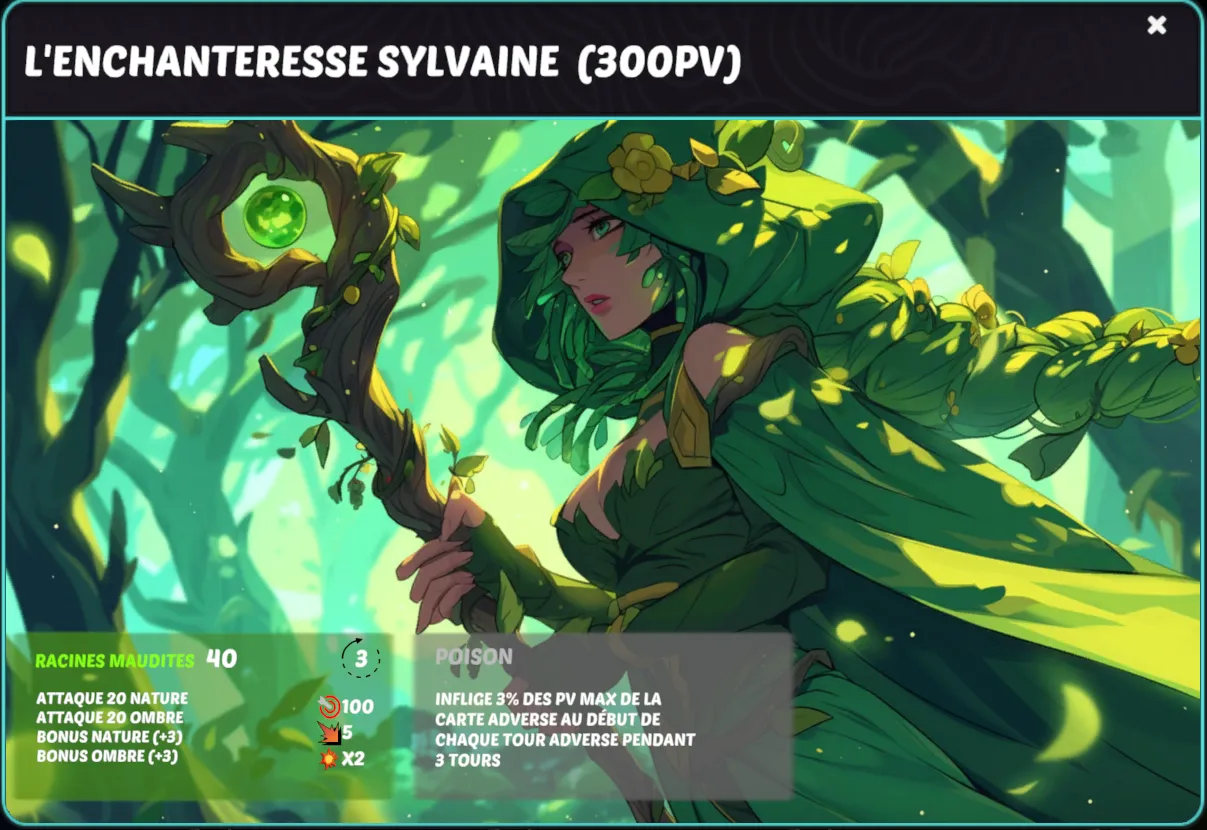 L'ENCHANTERESSE SYLVAINE (300PV)
RACINES MAUDITES 40
3
ATTAQUE 20 NATURE
ATTAQUE 20 OMBRE
BONUS NATURE (+3)
BONUS OMBRE (+3)
100
5
X2
POISON
INFLIGE 3% DES PV MAX DE LA
CARTE ADVERSE AU DÉBUT DE
CHAQUE TOUR ADVERSE PENDANT
3 TOURS